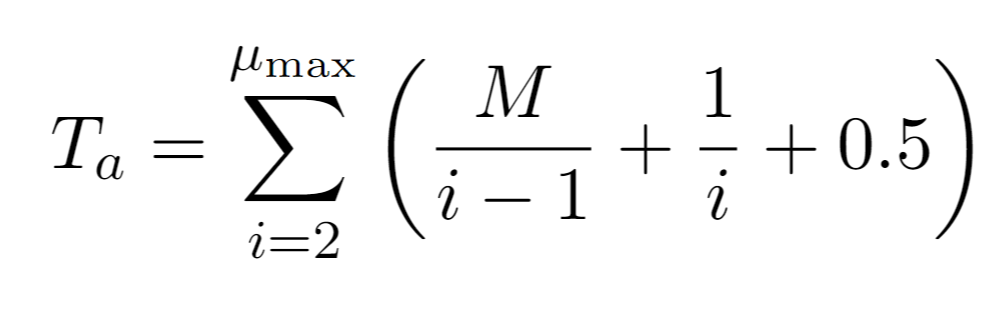 T_a = \sum_{i=2}^{\mu_{\max}} \left( \frac{M}{i-1} + \frac{1}{i} + 0.5 \right)